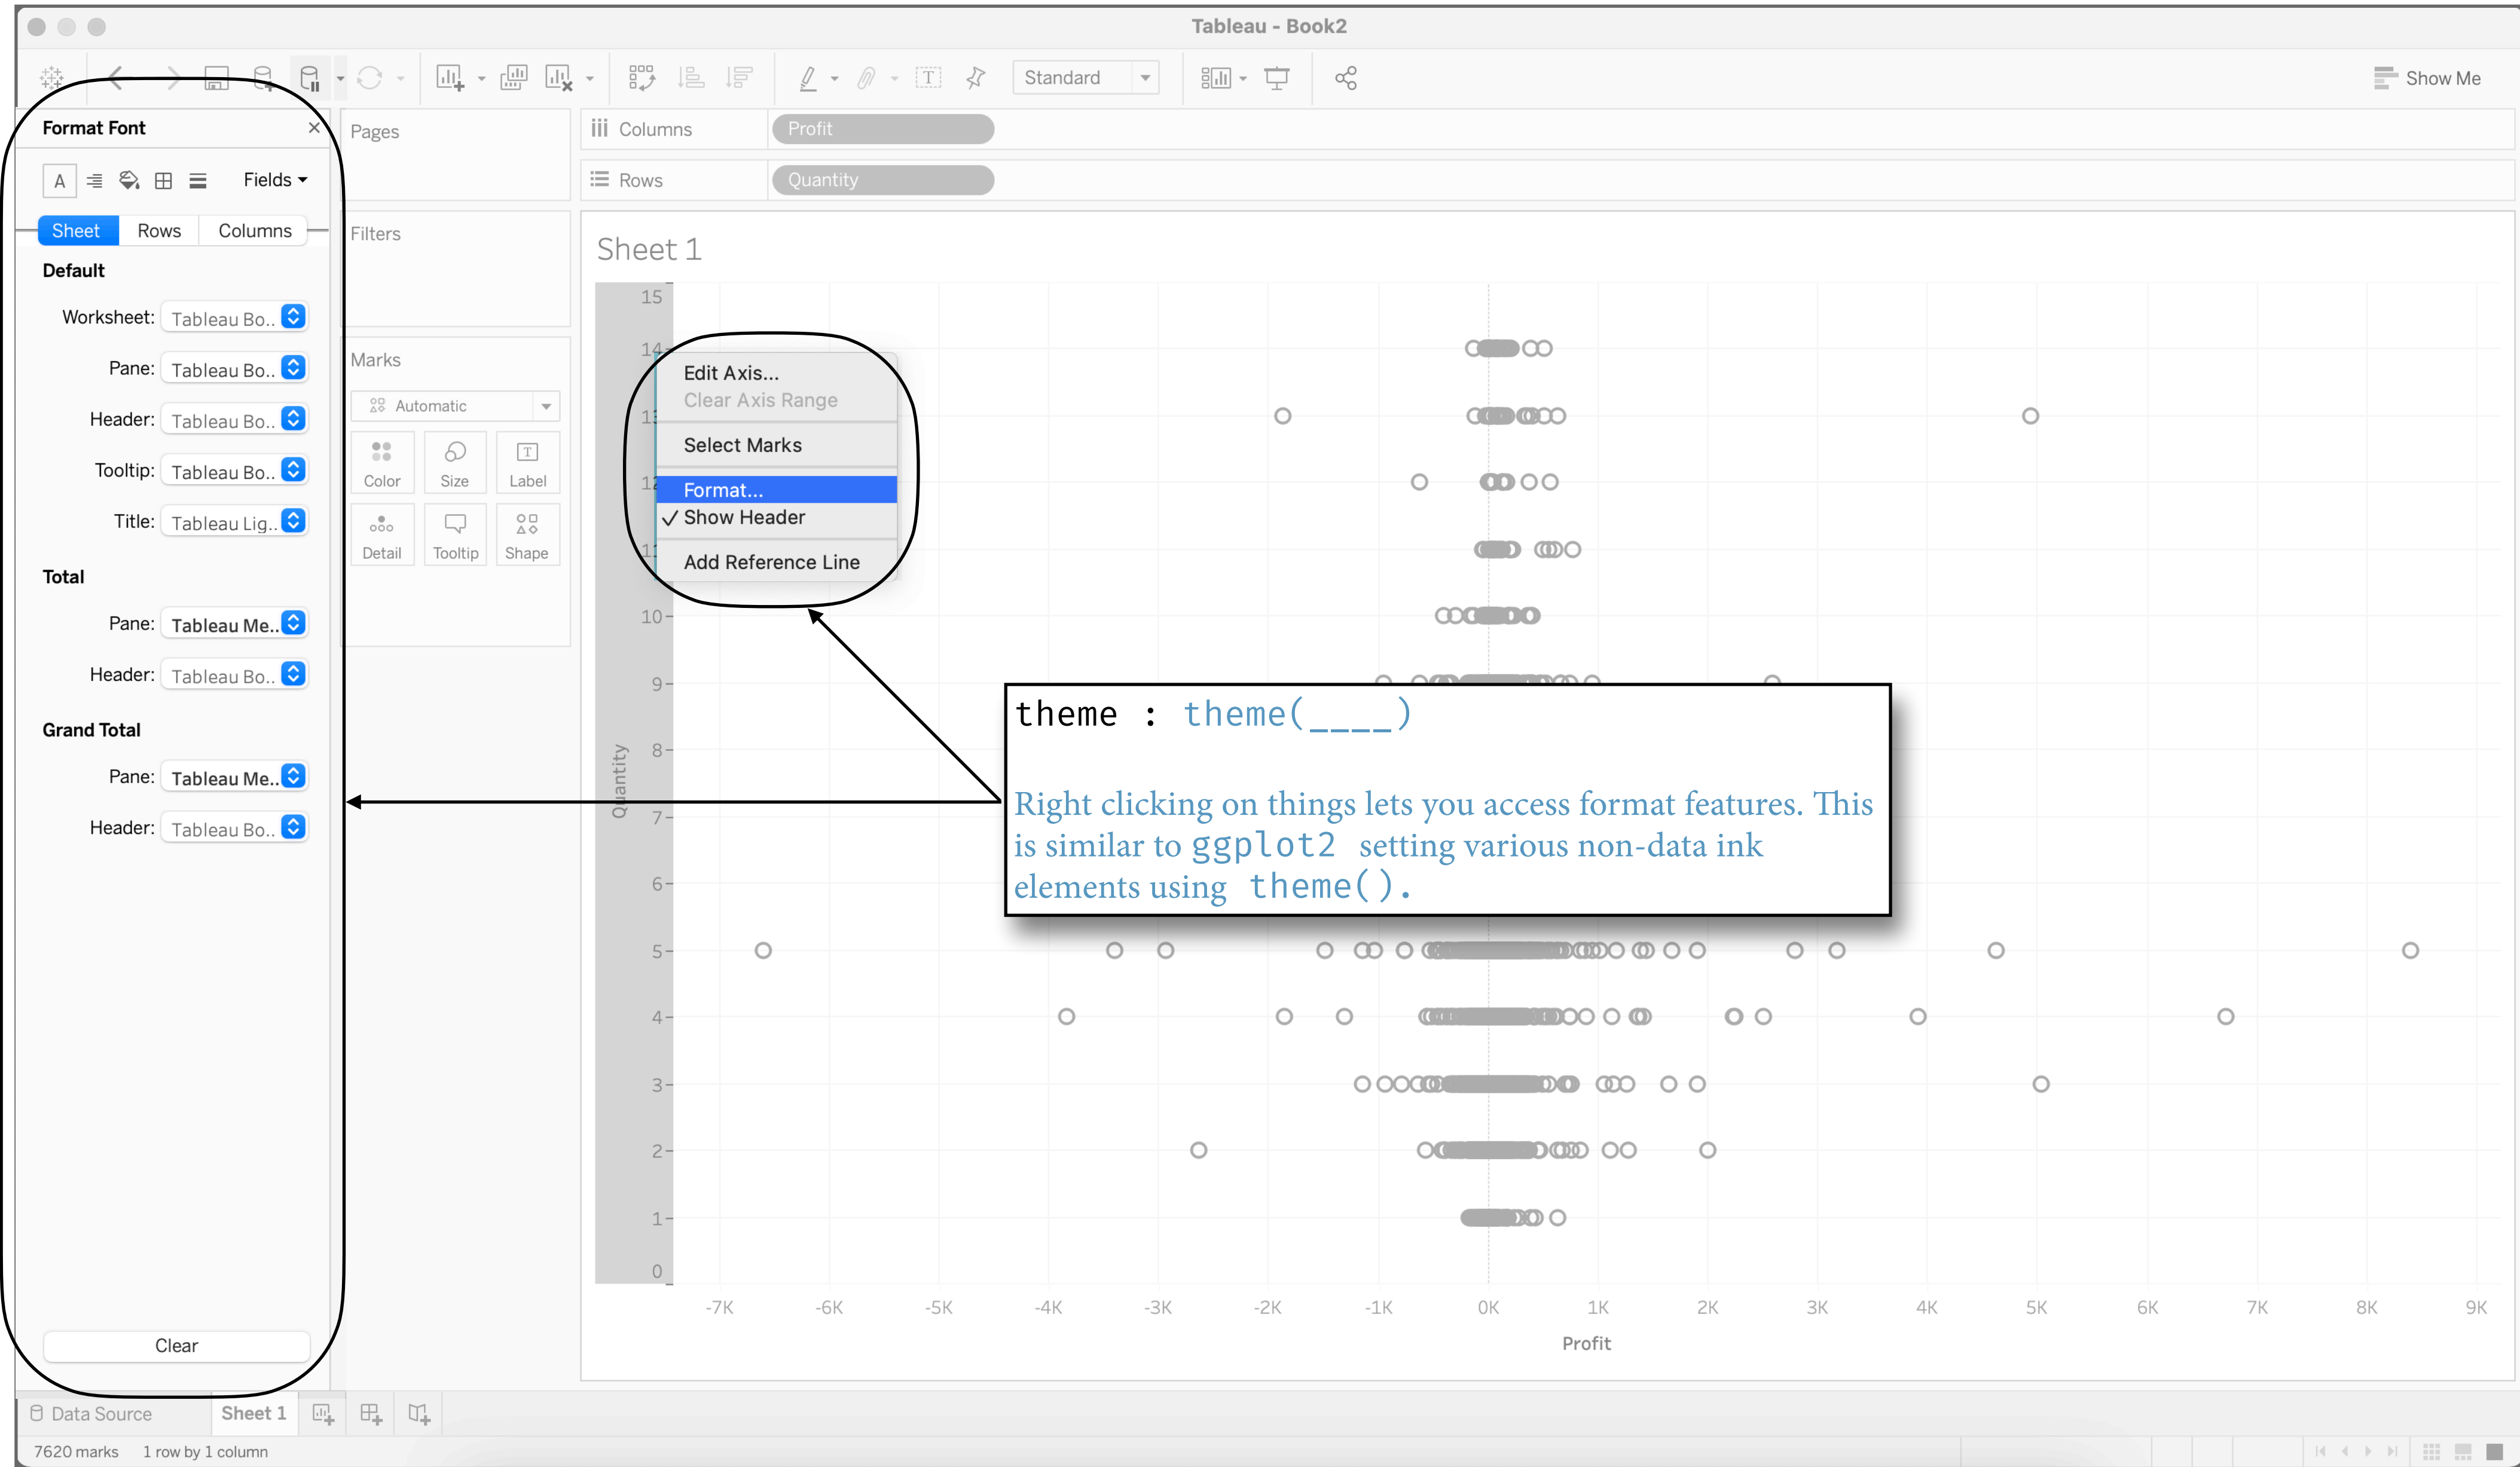 Tableau - Book2
Standard
Show Me
Format Font
Fields
Sheet Rows Columns
Default
Worksheet: Tableau Bo..
Pane: Tableau Bo..
Header: Tableau Bo..
Tooltip: Tableau Bo..
Title: Tableau Lig..
Total
Pane: Tableau Me..
Header: Tableau Bo..
Grand Total
Pane: Tableau Me..
Header: Tableau Bo..
Clear
Pages
Filters
Marks
Automatic
Color Size Label
Detail Tooltip Shape
Columns Profit
Rows Quantity
Sheet 1
15
14
13
12
11
10
9
8
7
6
5
4
3
2
1
0
Quantity
Edit Axis...
Clear Axis Range
Select Marks
Format...
✓ Show Header
Add Reference Line
theme : theme(____)
Right clicking on things lets you access format features. This
is similar to ggplot2 setting various non-data ink
elements using theme().
-7K -6K -5K -4K -3K -2K -1K 0K 1K 2K 3K 4K 5K 6K 7K 8K 9K
Profit
Data Source Sheet 1
7620 marks 1 row by 1 column